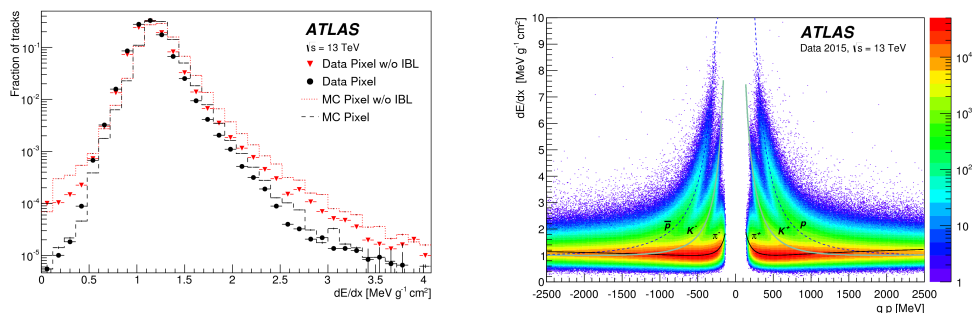 Fraction of tracks
ATLAS
√s = 13 TeV
Data Pixel w/o IBL
Data Pixel
MC Pixel w/o IBL
MC Pixel
10⁻¹
10⁻²
10⁻³
10⁻⁴
10⁻⁵
0 0.5 1 1.5 2 2.5 3 3.5 4
dE/dx [MeV g⁻¹ cm²]
dE/dx [MeV g⁻¹ cm²]
ATLAS
Data 2015, √s = 13 TeV
10
9
8
7
6
5
4
3
2
1
0
p̅ K⁻ π⁻ π⁺ K⁺ p
-2500 -2000 -1500 -1000 -500 0 500 1000 1500 2000 2500
q p [MeV]
10⁴
10³
10²
10
1